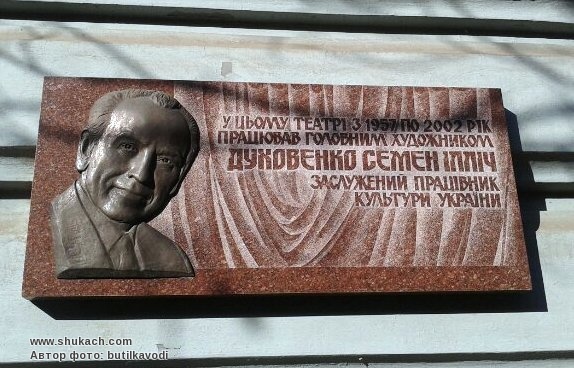 У ЦЬОМУ ТЕАТРІ З 1957 ПО 2002 РІК
ПРАЦЮВАВ ГОЛОВНИМ ХУДОЖНИКОМ
ДУКОВЕНКО СЕМЕН ІЛЛІЧ
ЗАСЛУЖЕНИЙ ПРАЦІВНИК
КУЛЬТУРИ УКРАЇНИ
www.shukach.com
Автор фото: butilkavodi